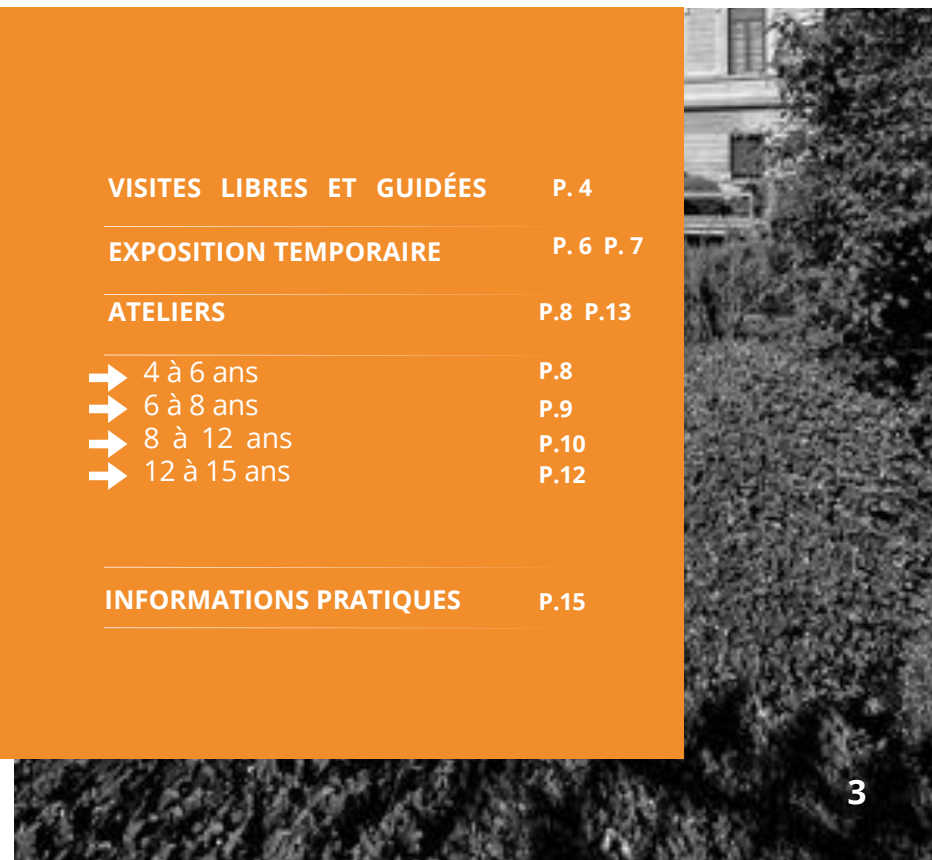 VISITES LIBRES ET GUIDÉES P. 4
EXPOSITION TEMPORAIRE P. 6 P. 7
ATELIERS P.8 P.13
4 à 6 ans P.8
6 à 8 ans P.9
8 à 12 ans P.10
12 à 15 ans P.12
INFORMATIONS PRATIQUES P.15
3